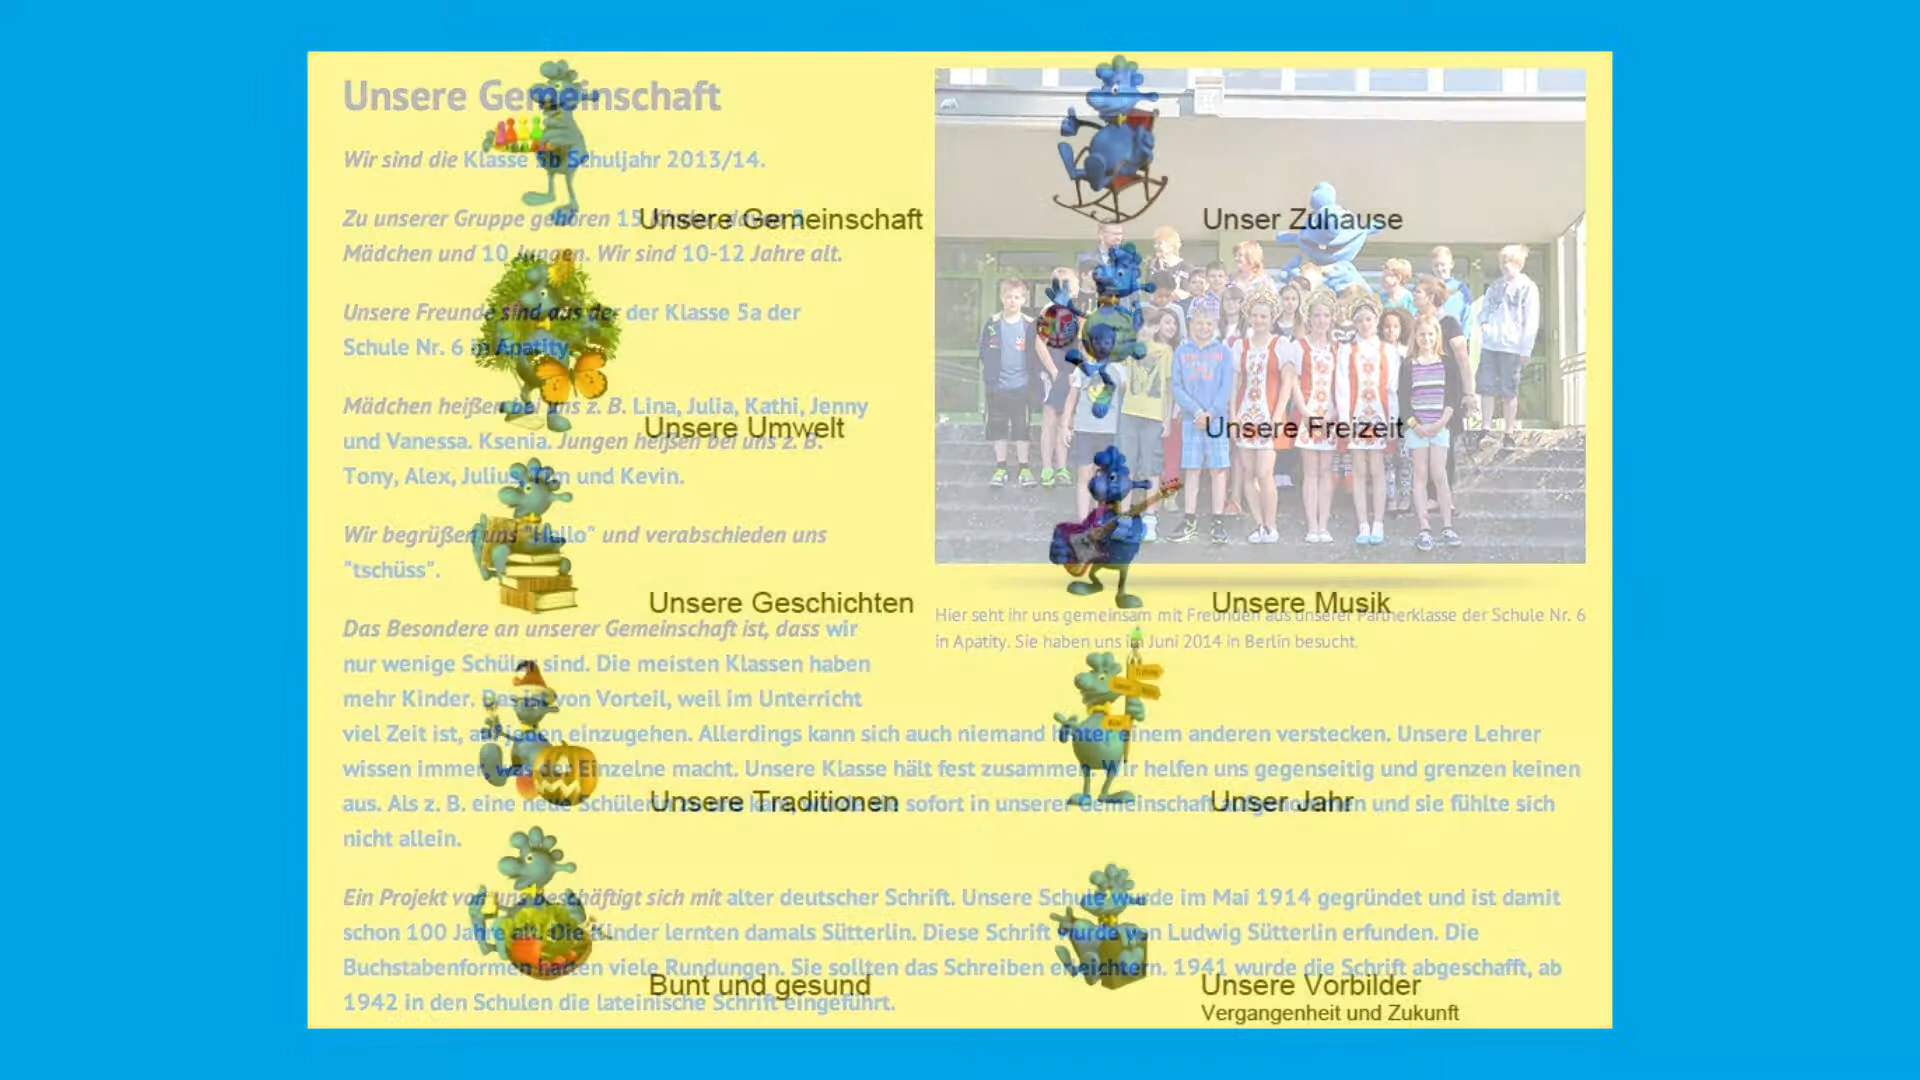 Unsere Gemeinschaft
Wir sind die Klasse 5b Schuljahr 2013/14.
Zu unserer Gruppe gehören 15
Mädchen und 10 Jungen. Wir sind 10-12 Jahre alt.
Unsere Freunde sind aus der der Klasse 5a der
Schule Nr. 6 in Apatity.
Mädchen heißen bei uns z. B. Lina, Julia, Kathi, Jenny
und Vanessa. Ksenia. Jungen heißen bei uns z. B.
Tony, Alex, Julius, Tim und Kevin.
Wir begrüßen uns "Hallo" und verabschieden uns
"tschüss".
Das Besondere an unserer Gemeinschaft ist, dass wir
nur wenige Schüler sind. Die meisten Klassen haben
mehr Kinder. Das ist von Vorteil, weil im Unterricht
viel Zeit ist, auf jeden einzugehen. Allerdings kann sich auch niemand hinter einem anderen verstecken. Unsere Lehrer
wissen immer, was der Einzelne macht. Unsere Klasse hält fest zusammen. Wir helfen uns gegenseitig und grenzen keinen
aus. Als z. B. eine neue Schülerin zu uns kam, wurde sie sofort in unserer Gemeinschaft aufgenommen und sie fühlte sich
nicht allein.
Ein Projekt von uns beschäftigt sich mit alter deutscher Schrift. Unsere Schule wurde im Mai 1914 gegründet und ist damit
schon 100 Jahre alt. Die Kinder lernten damals Sütterlin. Diese Schrift wurde von Ludwig Sütterlin erfunden. Die
Buchstabenformen hatten viele Rundungen. Sie sollten das Schreiben erleichtern. 1941 wurde die Schrift abgeschafft, ab
1942 in den Schulen die lateinische Schrift eingeführt.
Hier seht ihr uns gemeinsam mit Freunden aus unserer Partnerklasse der Schule Nr. 6
in Apatity. Sie haben uns im Juni 2014 in Berlin besucht.
Unsere Gemeinschaft
Unser Zuhause
Unsere Umwelt
Unsere Freizeit
Unsere Geschichten
Unsere Musik
Unsere Traditionen
Unser Jahr
Bunt und gesund
Unsere Vorbilder
Vergangenheit und Zukunft